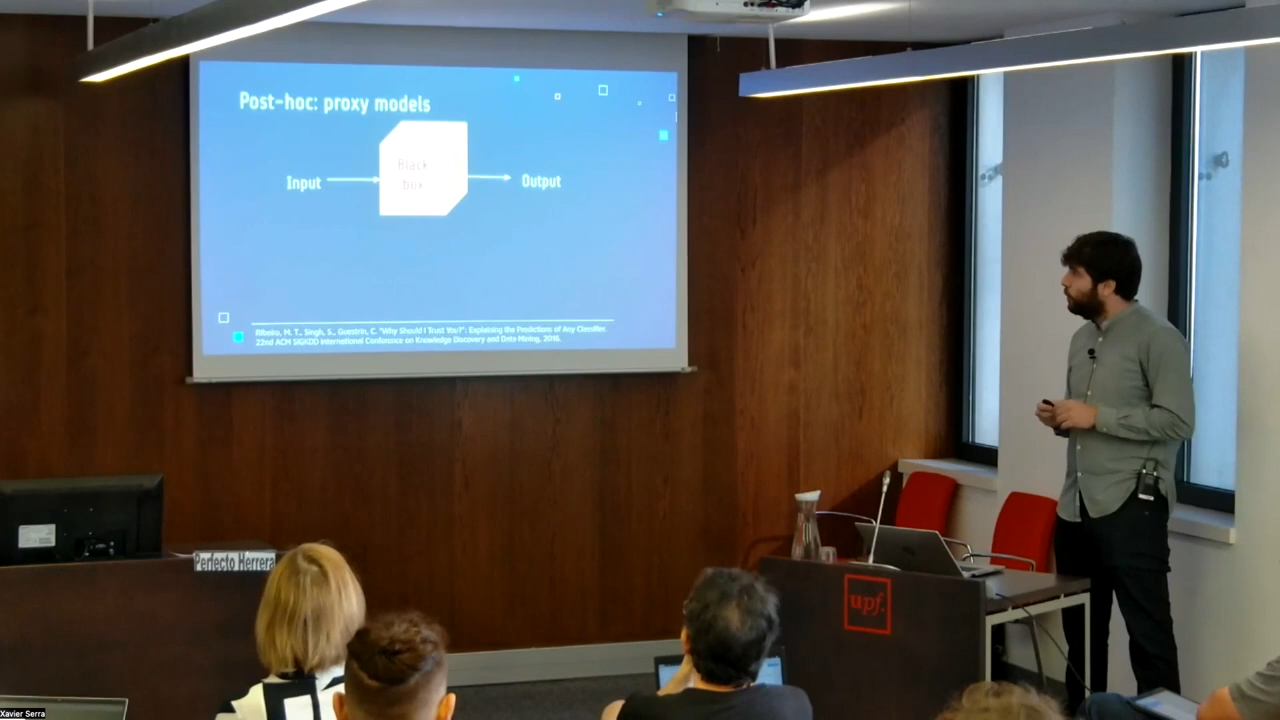 Post-hoc: proxy models
Black
box
Input
Output
Ribeiro, M. T., Singh, S., Guestrin, C. "Why Should I Trust You?": Explaining the Predictions of Any Classifier.
22nd ACM SIGKDD International Conference on Knowledge Discovery and Data Mining, 2016.
Perfecto Herrera
upf.
Xavier Serra